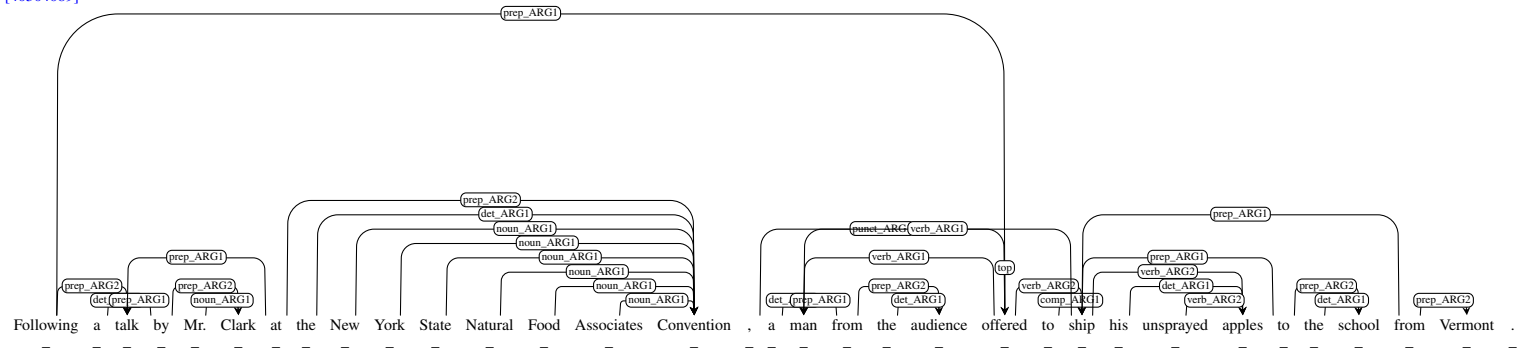 prep_ARG1
prep_ARG2
det_ARG1 prep_ARG1
noun_ARG1 punct_ARG verb_ARG1
noun_ARG1
prep_ARG1 noun_ARG1 verb_ARG1 prep_ARG1
noun_ARG1 top verb_ARG2
prep_ARG2 prep_ARG2 noun_ARG1 prep_ARG2 verb_ARG2 det_ARG1 prep_ARG2
det prep_ARG1 noun_ARG1 noun_ARG1 det_ prep_ARG1 det_ARG1 comp_ARG1 verb_ARG2 det_ARG1 prep_ARG2
Following a talk by Mr. Clark at the New York State Natural Food Associates Convention , a man from the audience offered to ship his unsprayed apples to the school from Vermont .